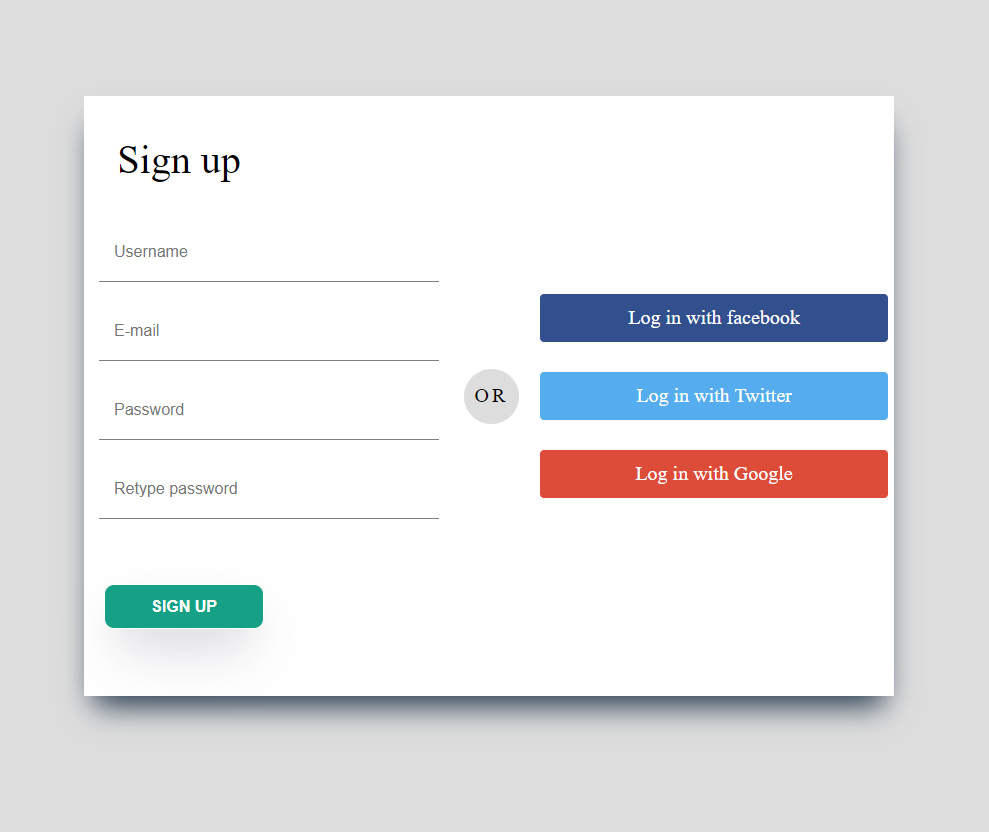 Sign up
Username
E-mail
Password
Retype password
SIGN UP
OR
Log in with facebook
Log in with Twitter
Log in with Google